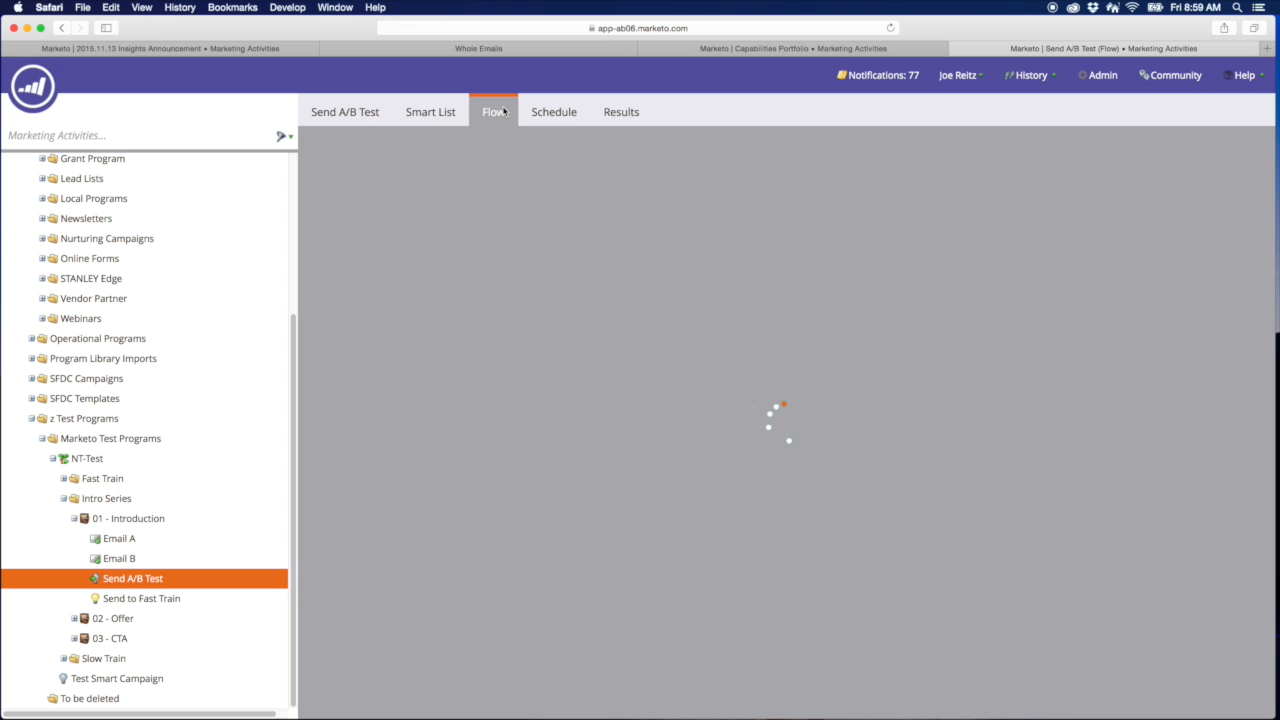 Safari File Edit View History Bookmarks Develop Window Help Fri 8:59 AM
app-ab06.marketo.com
Marketo | 2015.11.13 Insights Announcement • Marketing Activities
Whole Emails
Marketo | Capabilities Portfolio • Marketing Activities
Marketo | Send A/B Test (Flow) • Marketing Activities
Notifications: 77 Joe Reitz History Admin Community Help
Send A/B Test Smart List Flow Schedule Results
Marketing Activities...
Grant Program
Lead Lists
Local Programs
Newsletters
Nurturing Campaigns
Online Forms
STANLEY Edge
Vendor Partner
Webinars
Operational Programs
Program Library Imports
SFDC Campaigns
SFDC Templates
z Test Programs
Marketo Test Programs
NT-Test
Fast Train
Intro Series
01 - Introduction
Email A
Email B
Send A/B Test
Send to Fast Train
02 - Offer
03 - CTA
Slow Train
Test Smart Campaign
To be deleted